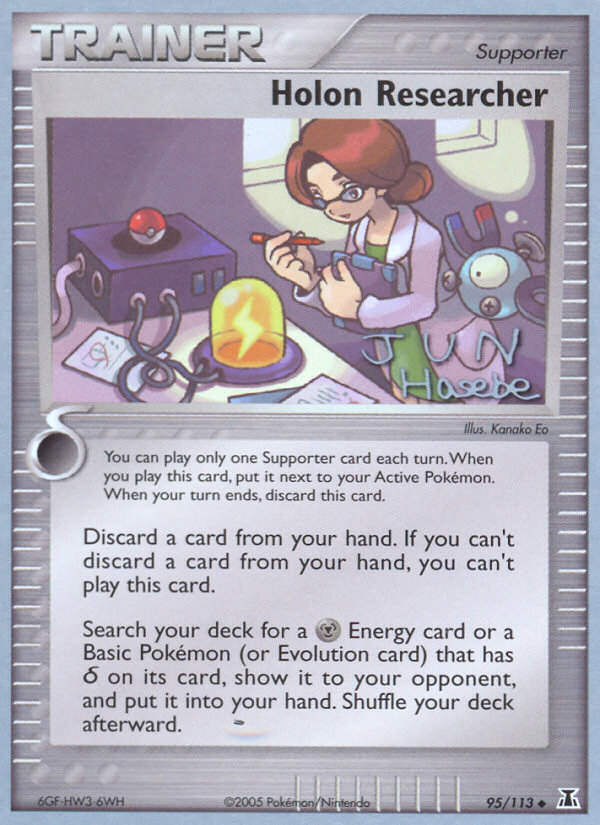 TRAINER
Supporter
Holon Researcher
JUN
Hasebe
Illus. Kanako Eo
You can play only one Supporter card each turn. When
you play this card, put it next to your Active Pokémon.
When your turn ends, discard this card.
Discard a card from your hand. If you can't
discard a card from your hand, you can't
play this card.
Search your deck for a Energy card or a
Basic Pokémon (or Evolution card) that has
δ on its card, show it to your opponent,
and put it into your hand. Shuffle your deck
afterward.
6GF-HW3-6WH
©2005 Pokémon/Nintendo
95/113